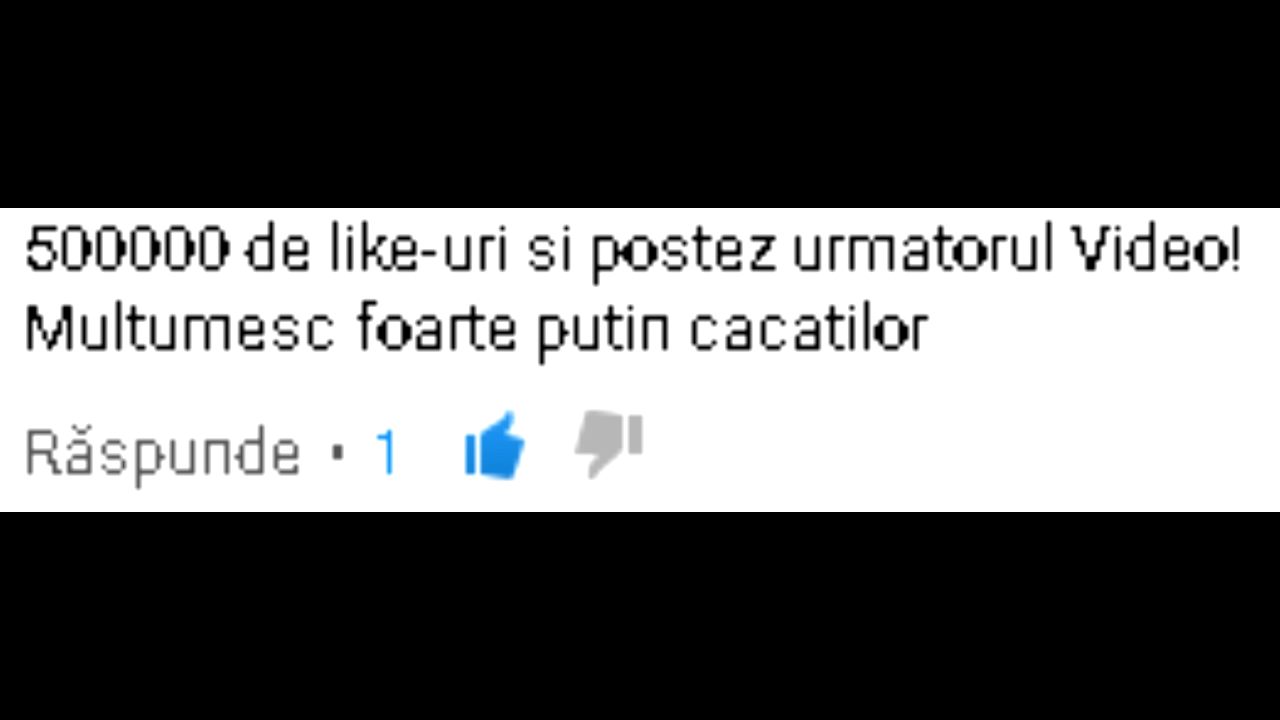 500000 de like-uri si postez urmatorul Video!
Multumesc foarte putin cacatilor
Răspunde • 1